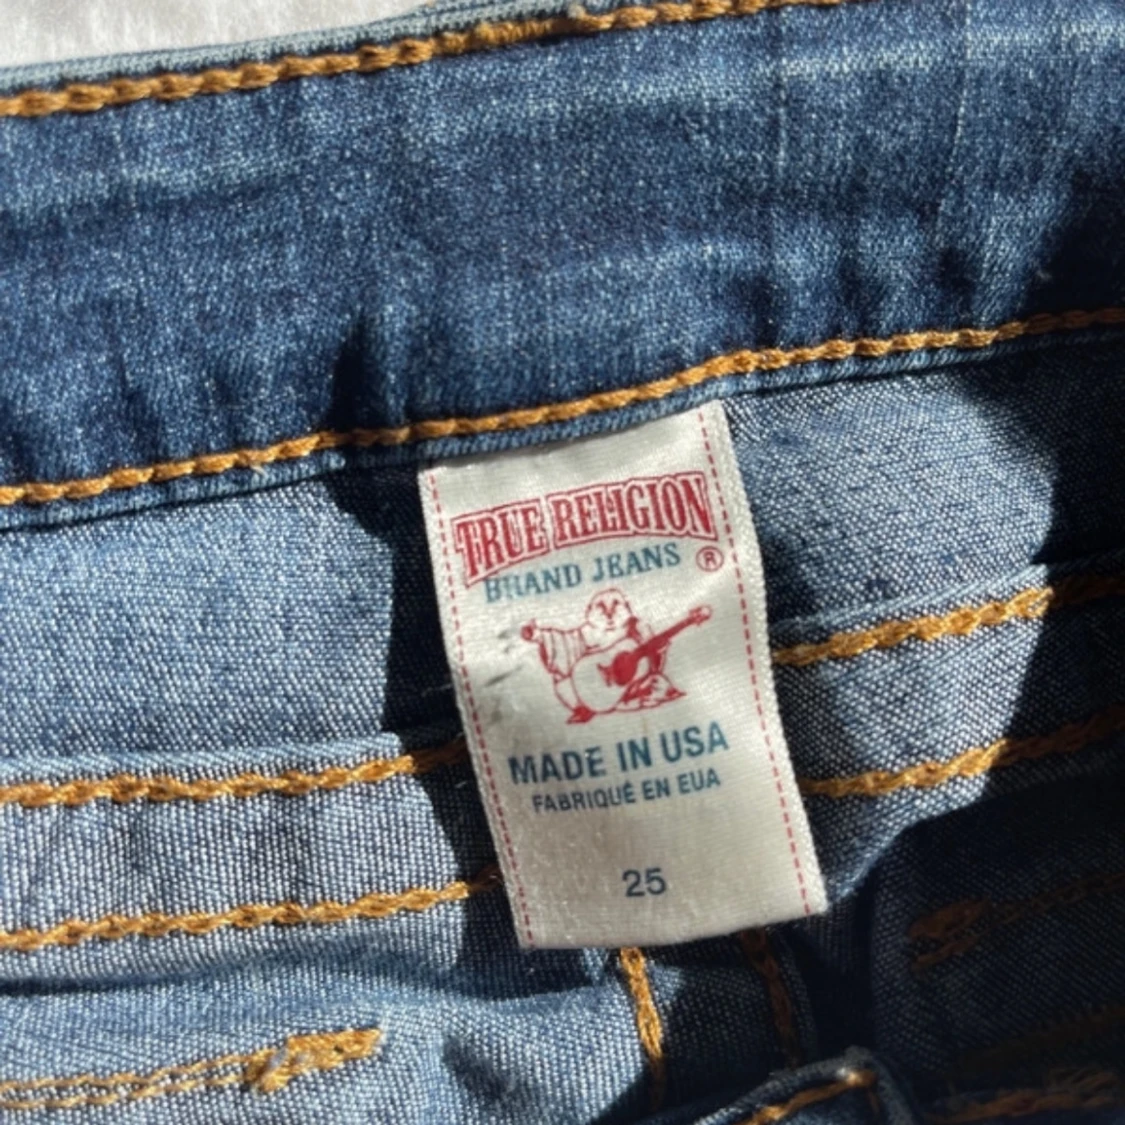 TRUE RELIGION
BRAND JEANS ®
MADE IN USA
FABRIQUÉ EN EUA
25